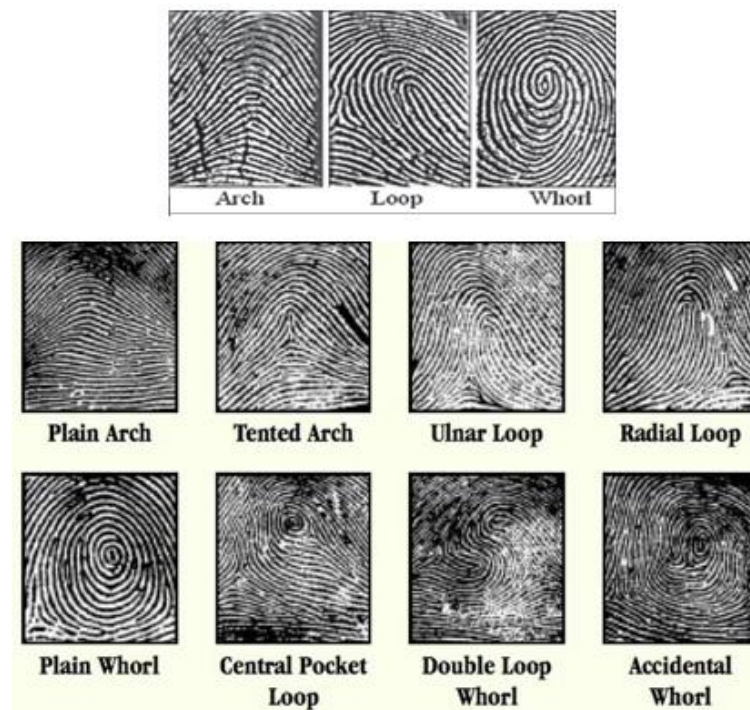 Arch Loop Whorl
Plain Arch Tented Arch Ulnar Loop Radial Loop
Plain Whorl Central Pocket Double Loop Accidental
Loop Whorl Whorl